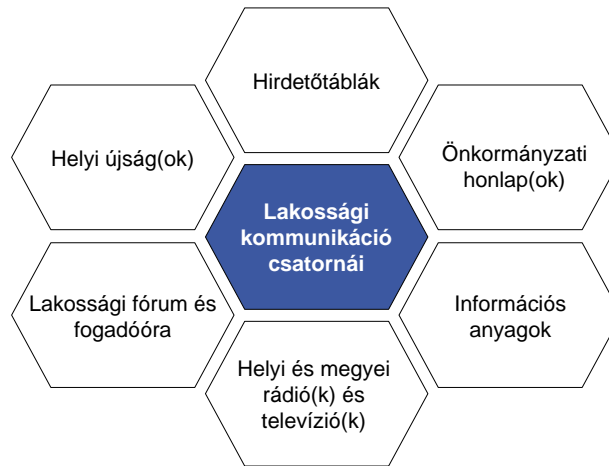 Hirdetőtáblák
Helyi újság(ok)
Önkormányzati
honlap(ok)
Lakossági
kommunikáció
csatornái
Lakossági fórum és
fogadóóra
Információs
anyagok
Helyi és megyei
rádió(k) és
televízió(k)